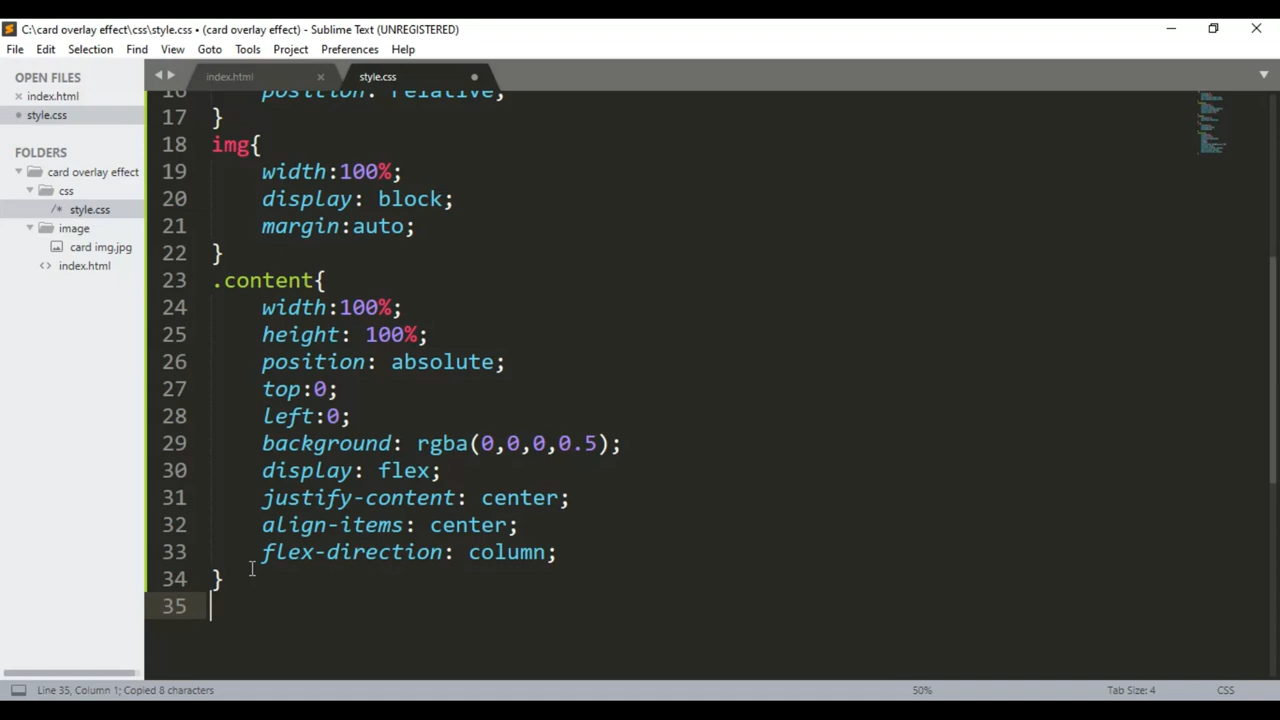 C:\card overlay effect\css\style.css • (card overlay effect) - Sublime Text (UNREGISTERED)
File Edit Selection Find View Goto Tools Project Preferences Help
OPEN FILES
index.html
style.css
FOLDERS
card overlay effect
css
/* style.css
image
card img.jpg
<> index.html
index.html
style.css
16 position: relative;
17 }
18 img{
19 width:100%;
20 display: block;
21 margin:auto;
22 }
23 .content{
24 width:100%;
25 height: 100%;
26 position: absolute;
27 top:0;
28 left:0;
29 background: rgba(0,0,0,0.5);
30 display: flex;
31 justify-content: center;
32 align-items: center;
33 flex-direction: column;
34 }
35
Line 35, Column 1; Copied 8 characters
50%
Tab Size: 4
CSS